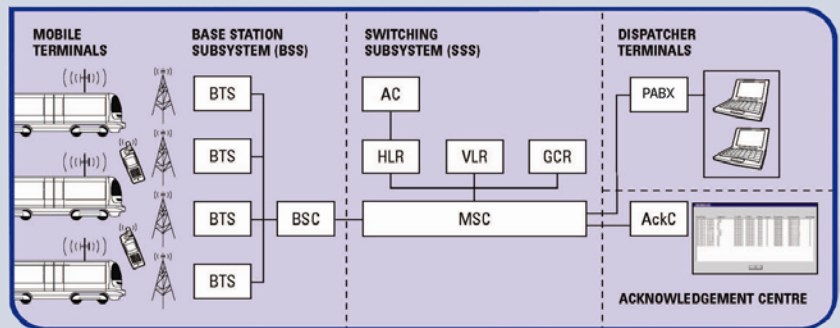 MOBILE
TERMINALS
BASE STATION
SUBSYSTEM (BSS)
SWITCHING
SUBSYSTEM (SSS)
DISPATCHER
TERMINALS
BTS
BTS
BTS
BTS
BSC
AC
HLR
VLR
GCR
MSC
PABX
AckC
ACKNOWLEDGEMENT CENTRE